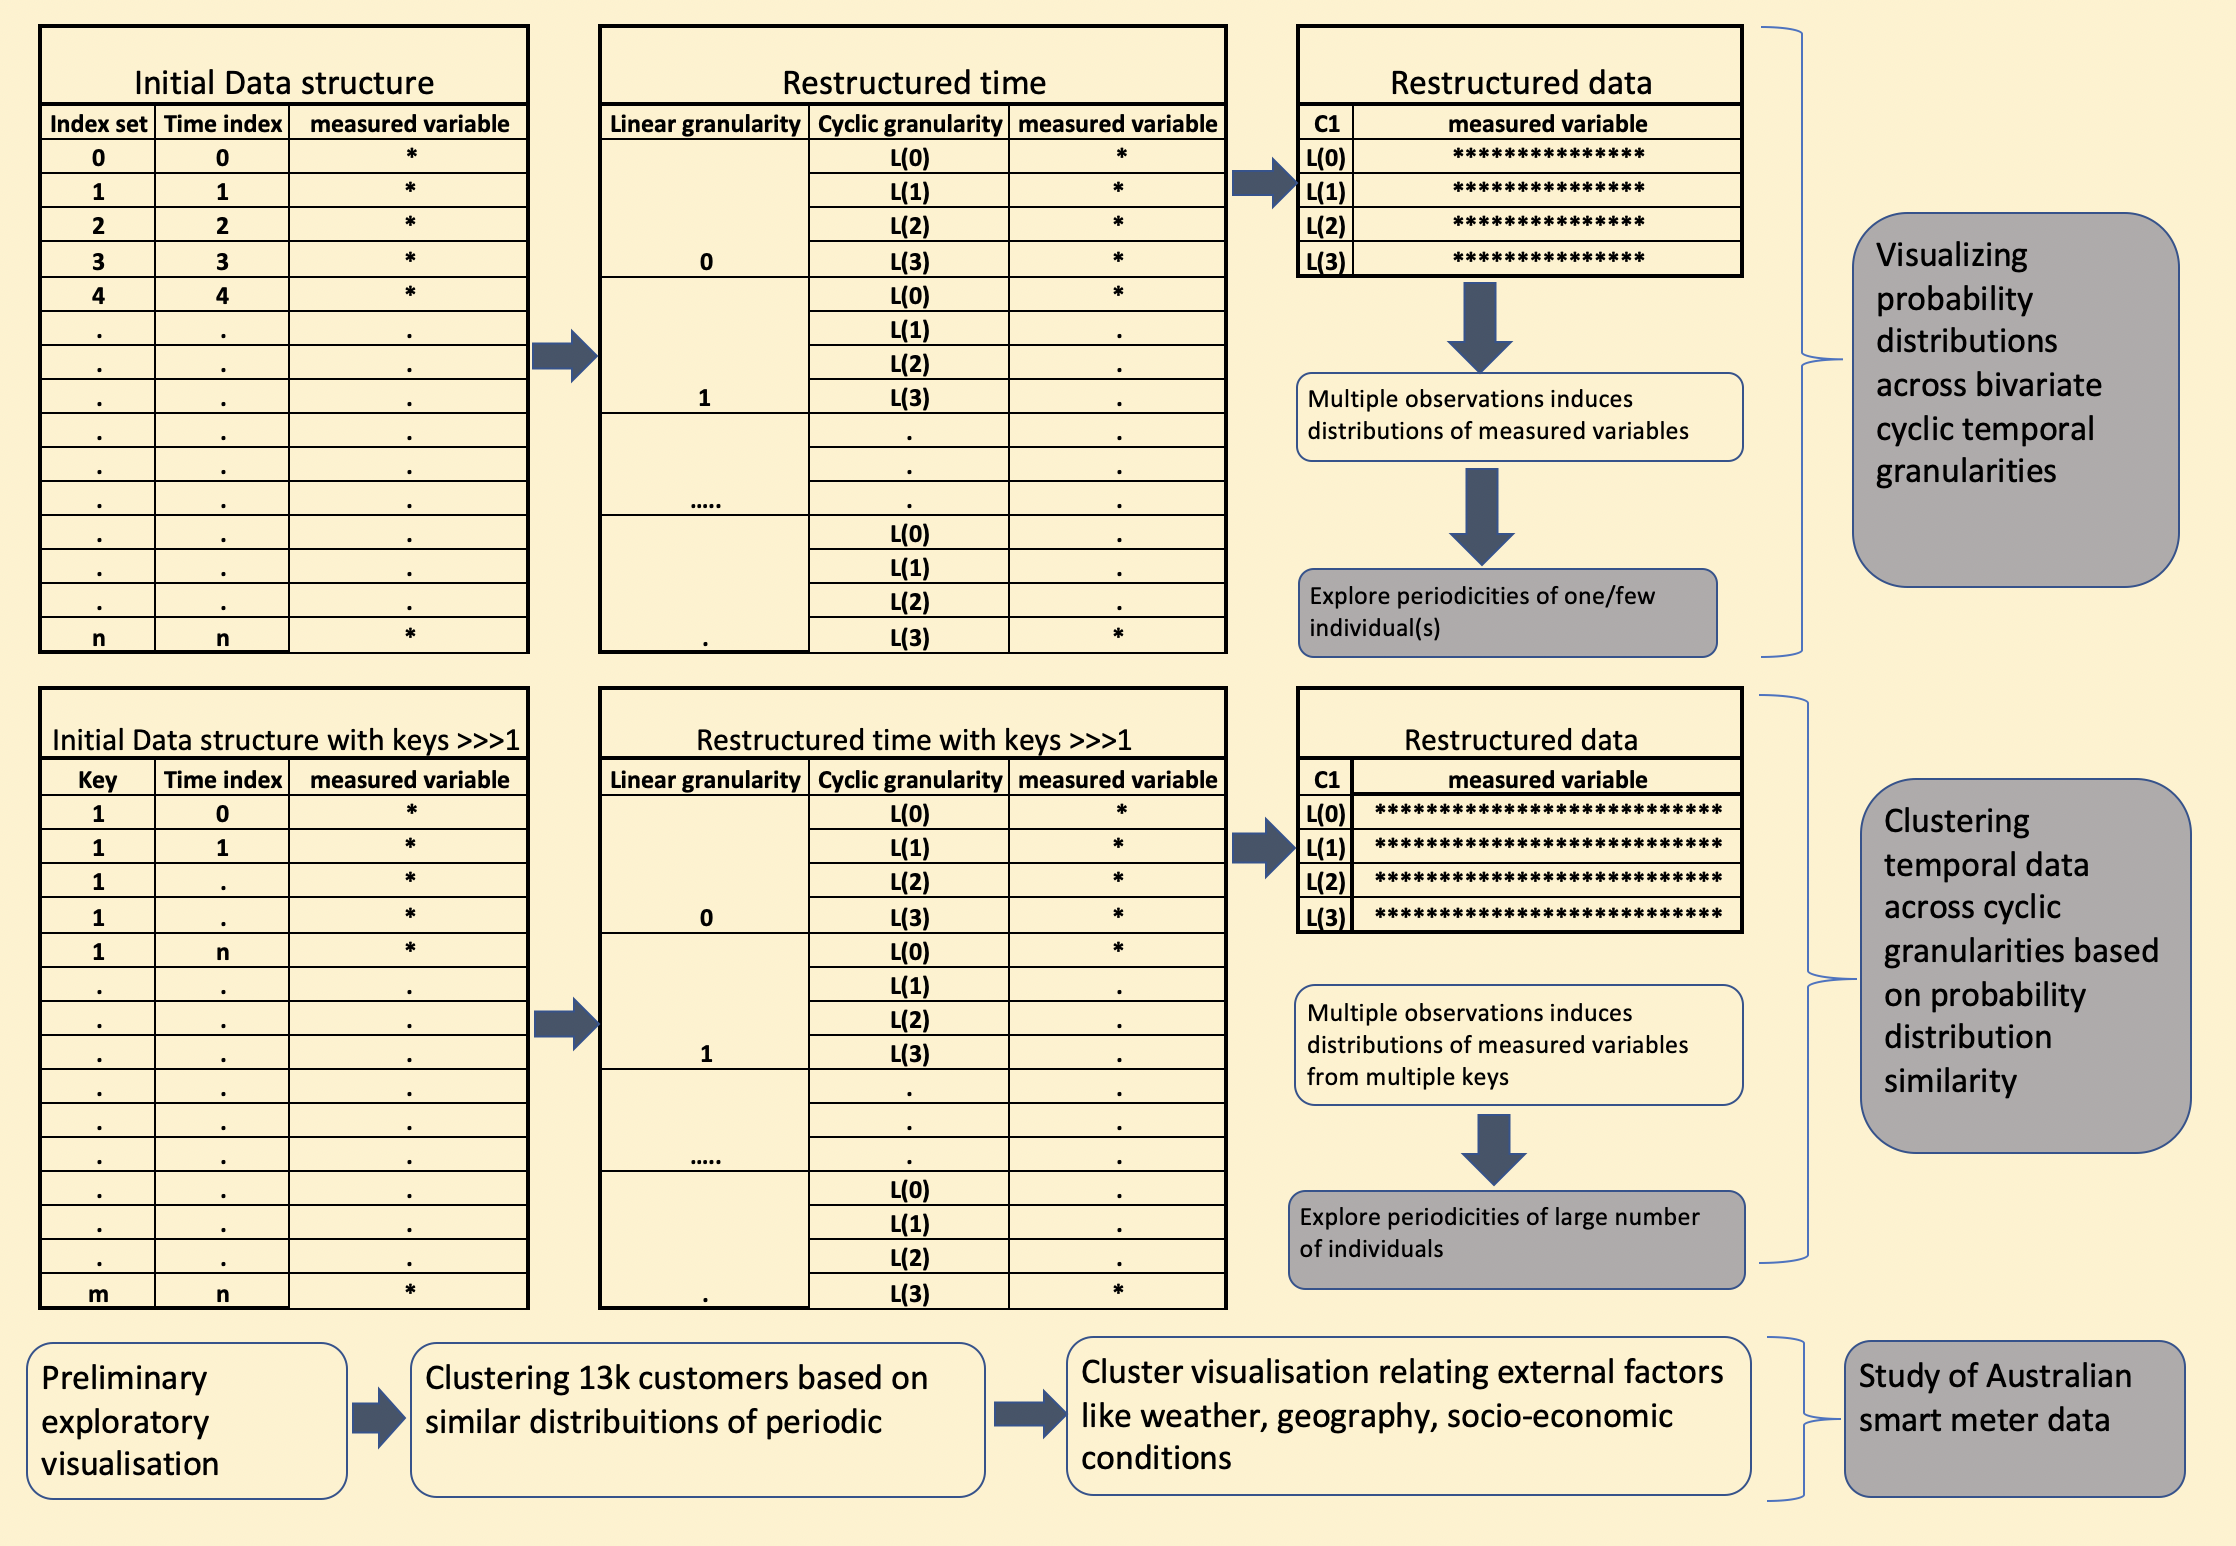 Initial Data structure
Index set Time index measured variable
0 0 *
1 1 *
2 2 *
3 3 *
4 4 *
. . .
. . .
. . .
. . .
. . .
. . .
. . .
. . .
. . .
n n *
Restructured time
Linear granularity Cyclic granularity measured variable
L(0) *
L(1) *
L(2) *
0 L(3) *
L(0) *
L(1) .
L(2) .
1 L(3) .
. .
. .
..... . .
L(0) .
L(1) .
L(2) .
. L(3) *
Restructured data
C1 measured variable
L(0) ***************
L(1) ***************
L(2) ***************
L(3) ***************
Multiple observations induces
distributions of measured variables
Explore periodicities of one/few
individual(s)
Visualizing
probability
distributions
across bivariate
cyclic temporal
granularities
Initial Data structure with keys >>>1
Key Time index measured variable
1 0 *
1 1 *
1 . *
1 . *
1 n *
. . .
. . .
. . .
. . .
. . .
. . .
. . .
. . .
. . .
m n *
Restructured time with keys >>>1
Linear granularity Cyclic granularity measured variable
L(0) *
L(1) *
L(2) *
0 L(3) *
L(0) *
L(1) .
L(2) .
1 L(3) .
. .
. .
..... . .
L(0) .
L(1) .
L(2) .
. L(3) *
Restructured data
C1 measured variable
L(0) ***************************
L(1) ***************************
L(2) ***************************
L(3) ***************************
Multiple observations induces
distributions of measured variables
from multiple keys
Explore periodicities of large number
of individuals
Clustering
temporal data
across cyclic
granularities based
on probability
distribution
similarity
Preliminary
exploratory
visualisation
Clustering 13k customers based on
similar distribuitions of periodic
Cluster visualisation relating external factors
like weather, geography, socio-economic
conditions
Study of Australian
smart meter data